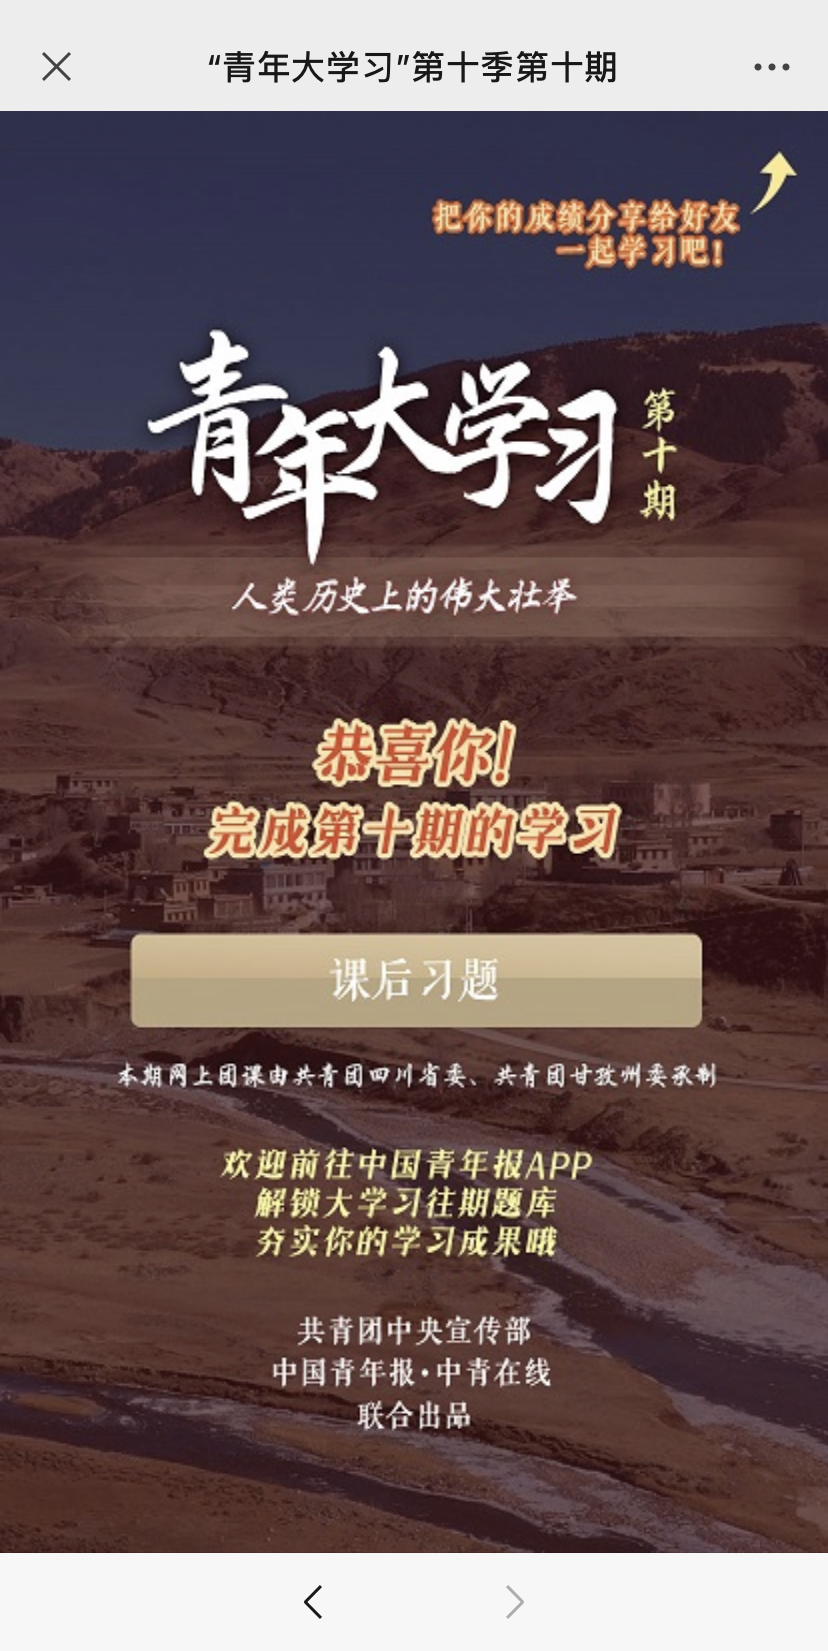 “青年大学习”第十季第十期
把你的成绩分享给好友
一起学习吧！
青年大学习
第十期
人类历史上的伟大壮举
恭喜你！
完成第十期的学习
课后习题
本期网上团课由共青团四川省委、共青团甘孜州委承制
欢迎前往中国青年报APP
解锁大学习往期题库
夯实你的学习成果哦
共青团中央宣传部
中国青年报·中青在线
联合出品